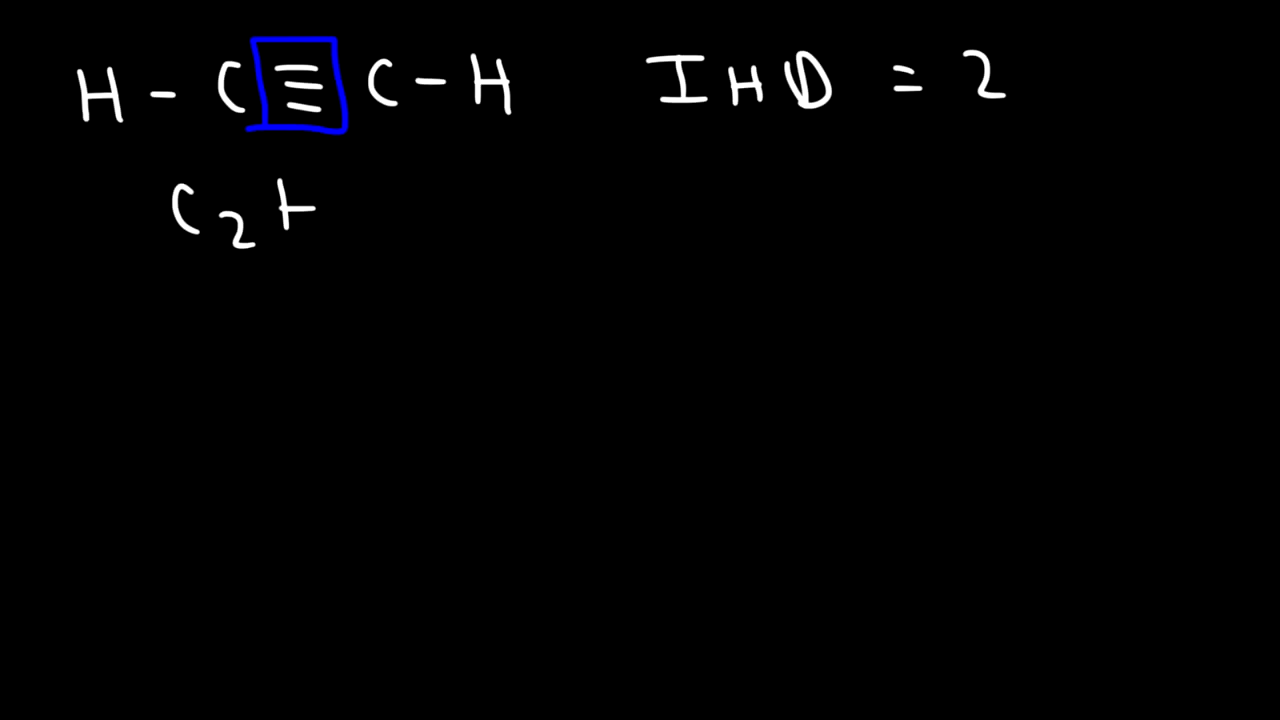 H - C ≡ C - H IHD = 2
C₂H